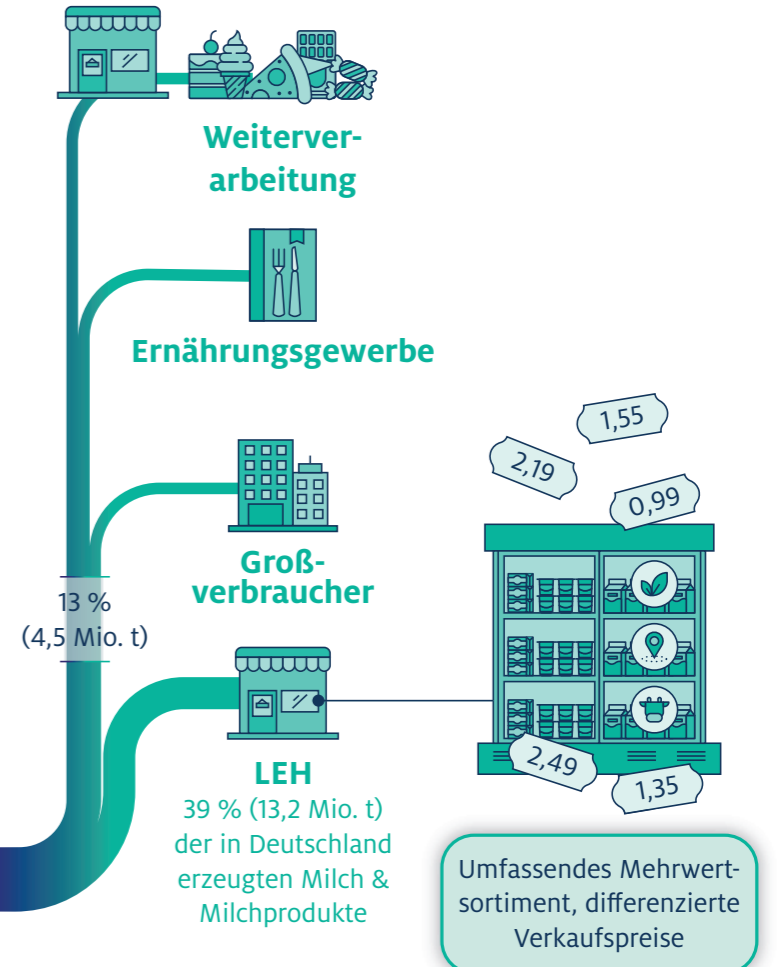 Weiterver-
arbeitung
Ernährungsgewerbe
1,55
2,19
0,99
Groß-
verbraucher
13 %
(4,5 Mio. t)
LEH
39 % (13,2 Mio. t)
der in Deutschland
erzeugten Milch &
Milchprodukte
2,49
1,35
Umfassendes Mehrwert-
sortiment, differenzierte
Verkaufspreise